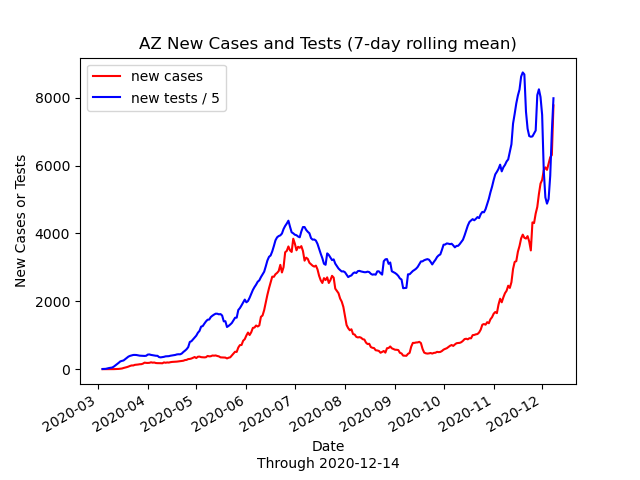 AZ New Cases and Tests (7-day rolling mean)
new cases
new tests / 5
New Cases or Tests
8000
6000
4000
2000
0
2020-03
2020-04
2020-05
2020-06
2020-07
2020-08
2020-09
2020-10
2020-11
2020-12
Date
Through 2020-12-14